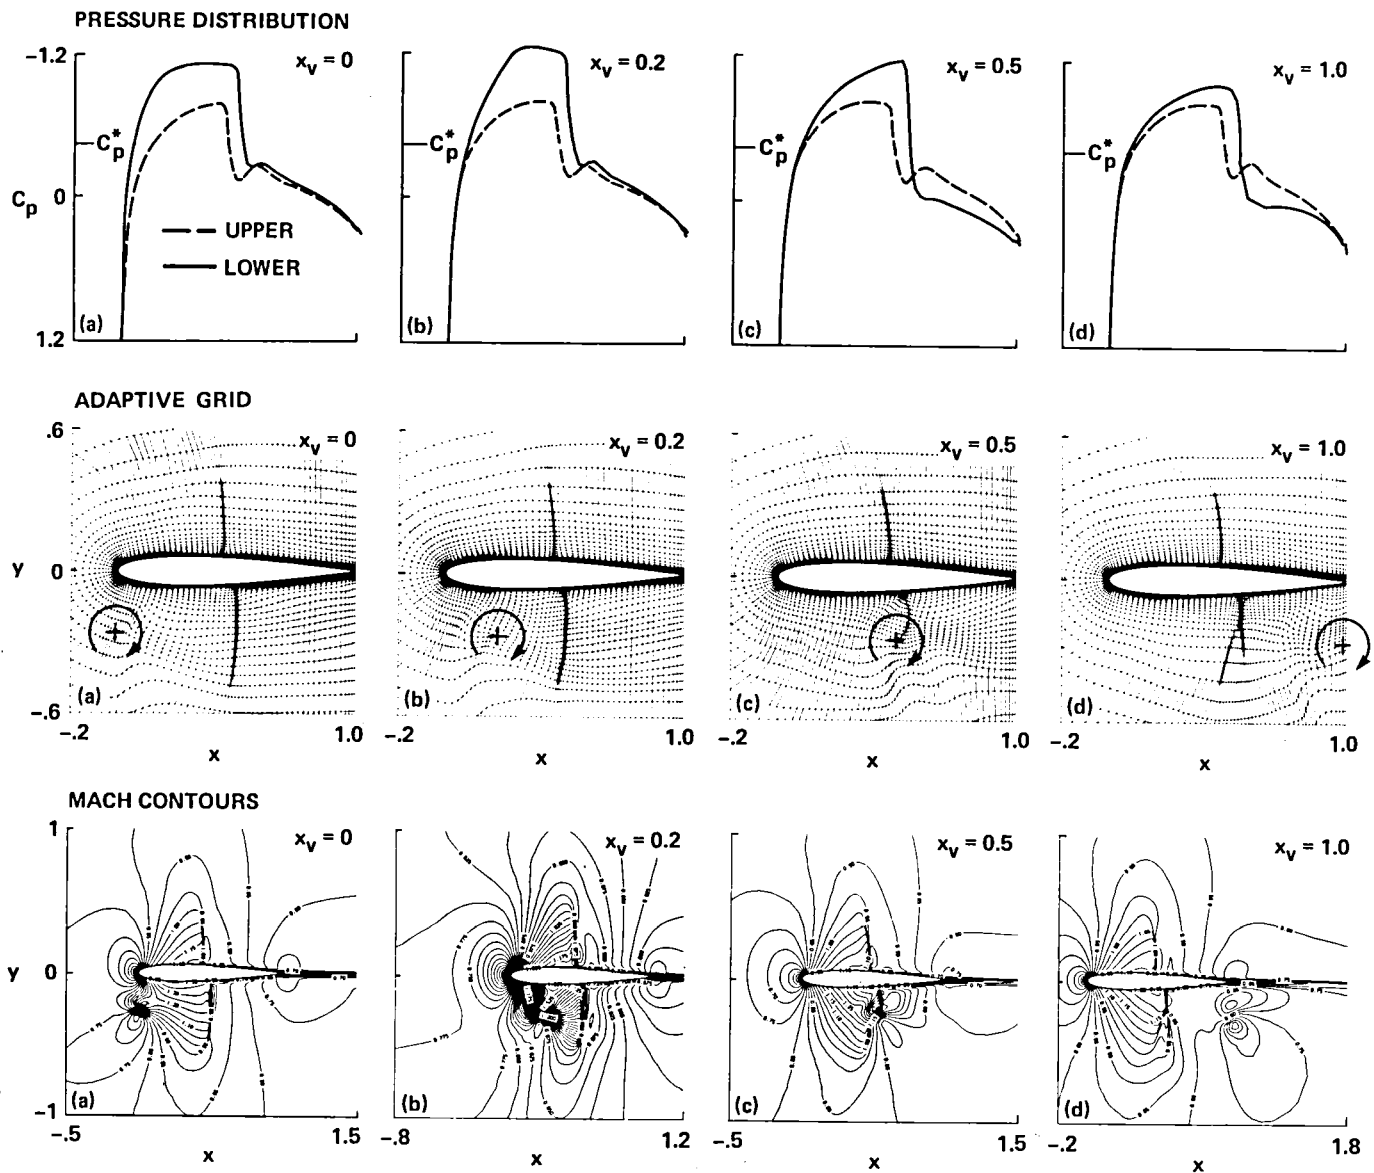 PRESSURE DISTRIBUTION
-1.2
x_v = 0
x_v = 0.2
x_v = 0.5
x_v = 1.0
C_p^*
C_p^*
C_p^*
C_p^*
C_p
0
UPPER
LOWER
1.2
(a)
(b)
(c)
(d)
ADAPTIVE GRID
.6
x_v = 0
x_v = 0.2
x_v = 0.5
x_v = 1.0
y
0
(a)
(b)
(c)
(d)
-.6
-.2
1.0
-.2
1.0
-.2
1.0
-.2
1.0
x
x
x
x
MACH CONTOURS
1
x_v = 0
x_v = 0.2
x_v = 0.5
x_v = 1.0
y
0
(a)
(b)
(c)
(d)
-1
-.5
1.5
-.8
1.2
-.5
1.5
-.2
1.8
x
x
x
x